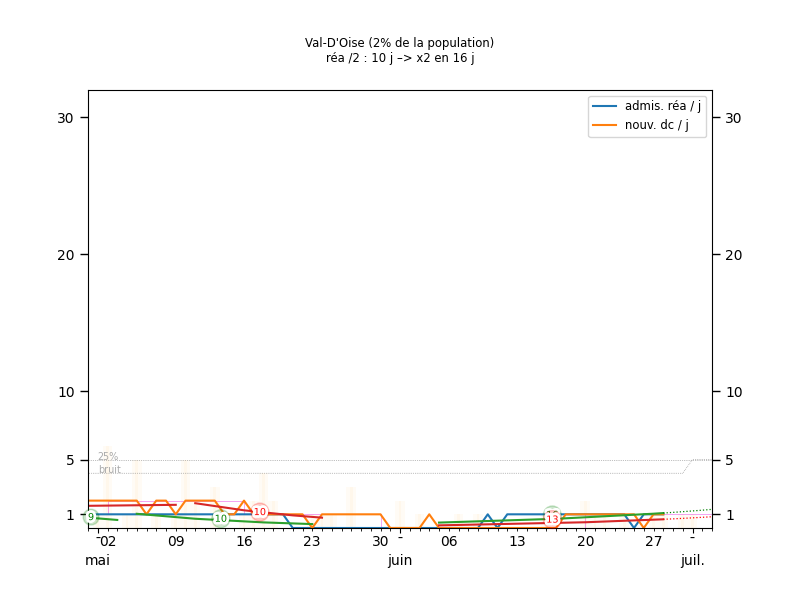 Val-D'Oise (2% de la population)
réa /2 : 10 j –> x2 en 16 j
admis. réa / j
nouv. dc / j
30 30
20 20
10 10
5 5
1 1
25%
bruit
9 10 10 13
02 09 16 23 30 - 06 13 20 27 -
mai juin juil.